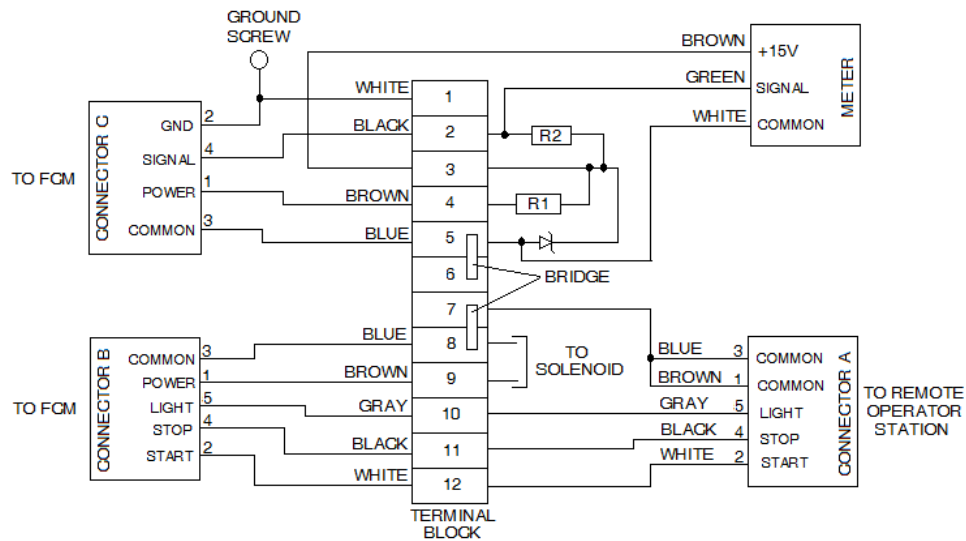 GROUND
SCREW
BROWN
+15V
GREEN
SIGNAL
WHITE
COMMON
METER
WHITE
1
2
GND
BLACK
2
R2
4
SIGNAL
3
TO FCM
CONNECTOR C
1
POWER
BROWN
4
R1
3
COMMON
BLUE
5
6
BRIDGE
7
BLUE
8
TO
SOLENOID
3
COMMON
BLUE
3
COMMON
POWER
1
BROWN
9
BROWN
1
COMMON
TO FCM
CONNECTOR B
LIGHT
5
GRAY
10
GRAY
5
LIGHT
CONNECTOR A
TO REMOTE
OPERATOR
STATION
STOP
4
BLACK
11
BLACK
4
STOP
START
2
WHITE
12
WHITE
2
START
TERMINAL
BLOCK